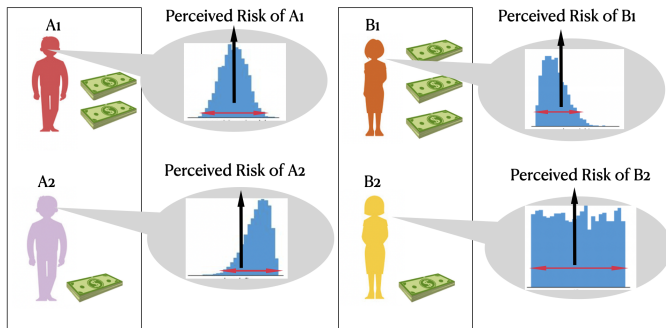 A1
Perceived Risk of A1
B1
Perceived Risk of B1
A2
Perceived Risk of A2
B2
Perceived Risk of B2